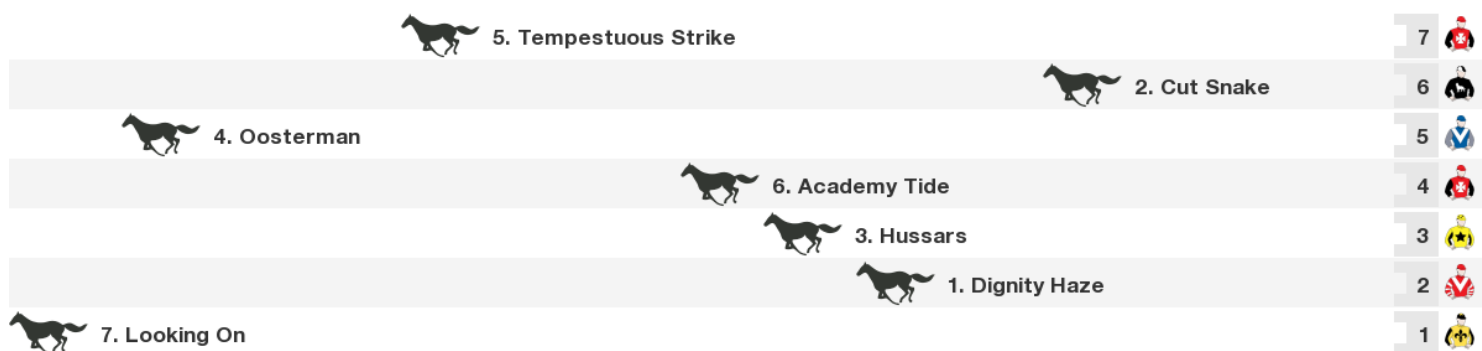 5. Tempestuous Strike 7
2. Cut Snake 6
4. Oosterman 5
6. Academy Tide 4
3. Hussars 3
1. Dignity Haze 2
7. Looking On 1